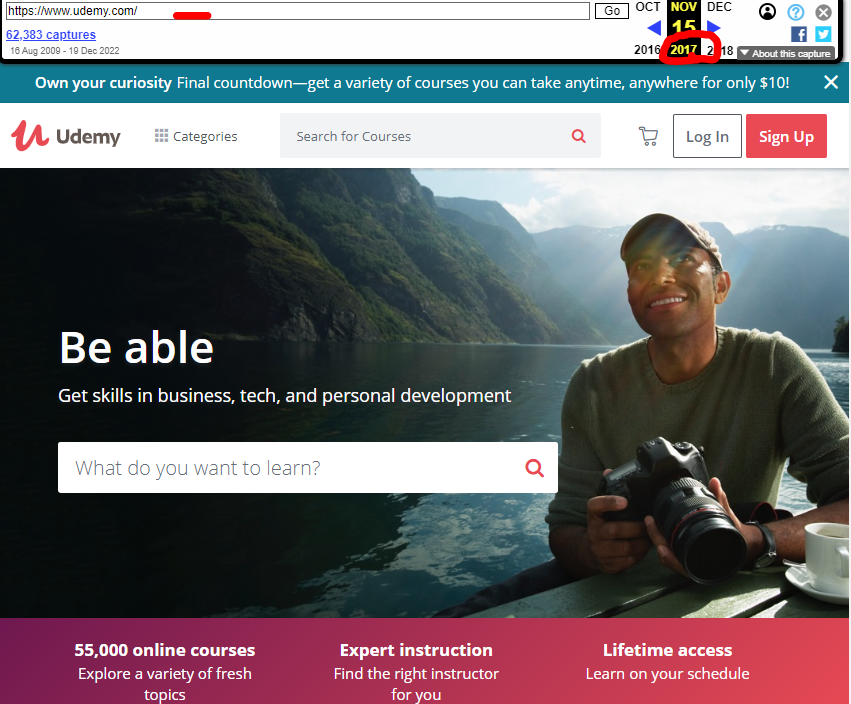 https://www.udemy.com/
Go
OCT NOV DEC
15
62,383 captures
16 Aug 2009 - 19 Dec 2022
2016 2017 2018
About this capture
Own your curiosity Final countdown—get a variety of courses you can take anytime, anywhere for only $10!
Udemy
Categories
Search for Courses
Log In
Sign Up
Be able
Get skills in business, tech, and personal development
What do you want to learn?
55,000 online courses
Explore a variety of fresh
topics
Expert instruction
Find the right instructor
for you
Lifetime access
Learn on your schedule